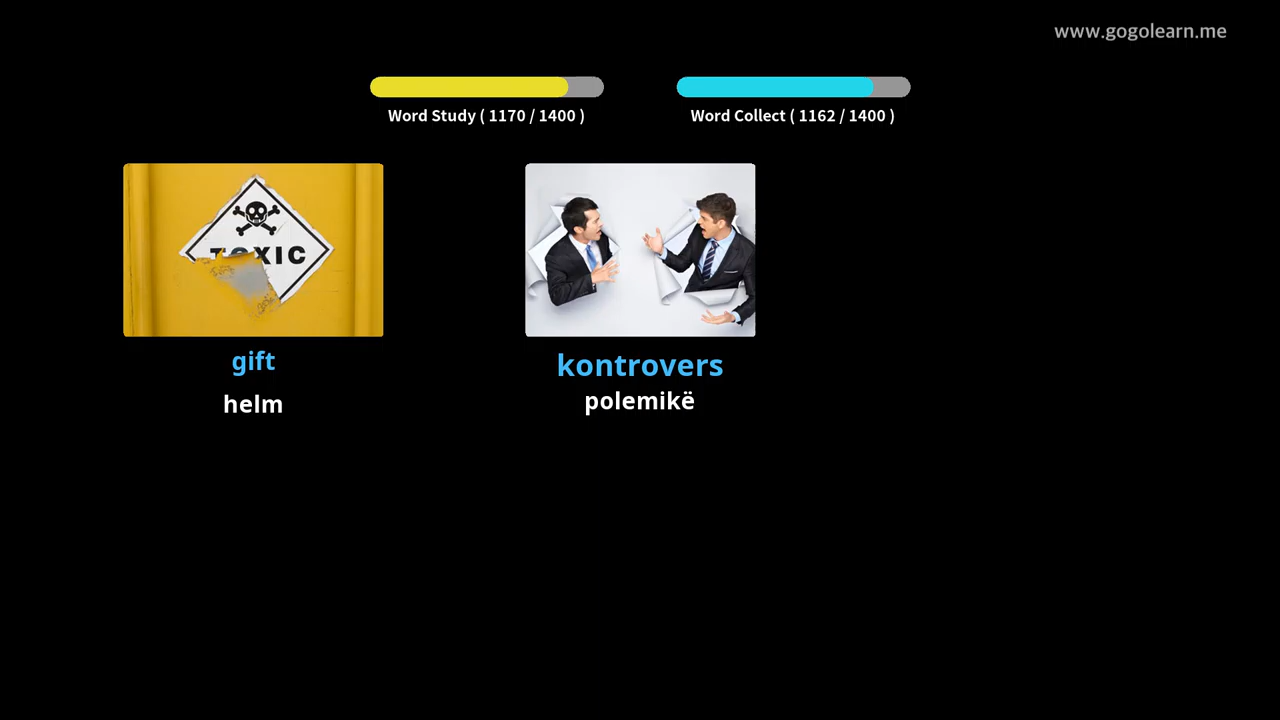 www.gogolearn.me
Word Study ( 1170 / 1400 )
Word Collect ( 1162 / 1400 )
TOXIC
gift
helm
kontrovers
polemikë